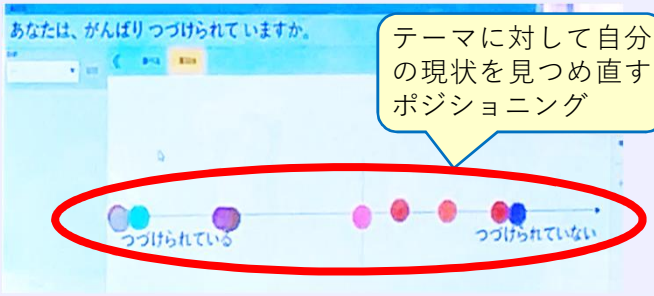 あなたは、がんばりつづけられていますか。
テーマに対して自分
の現状を見つめ直す
ポジショニング
つづけられている
つづけられていない